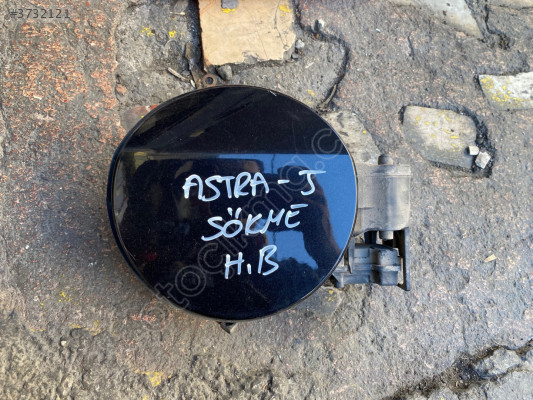 #3732121
ASTRA-J
SÖKME
H.B